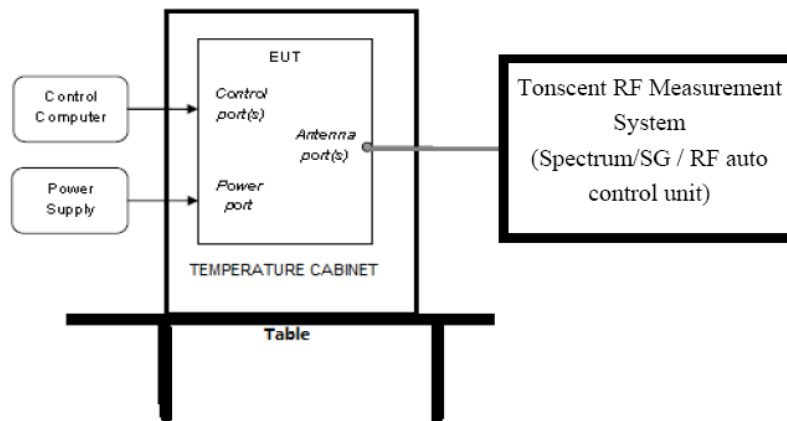 EUT
Control
Computer
Control
port(s)
Antenna
port(s)
Power
Supply
Power
port
TEMPERATURE CABINET
Table
Tonscent RF Measurement
System
(Spectrum/SG / RF auto
control unit)